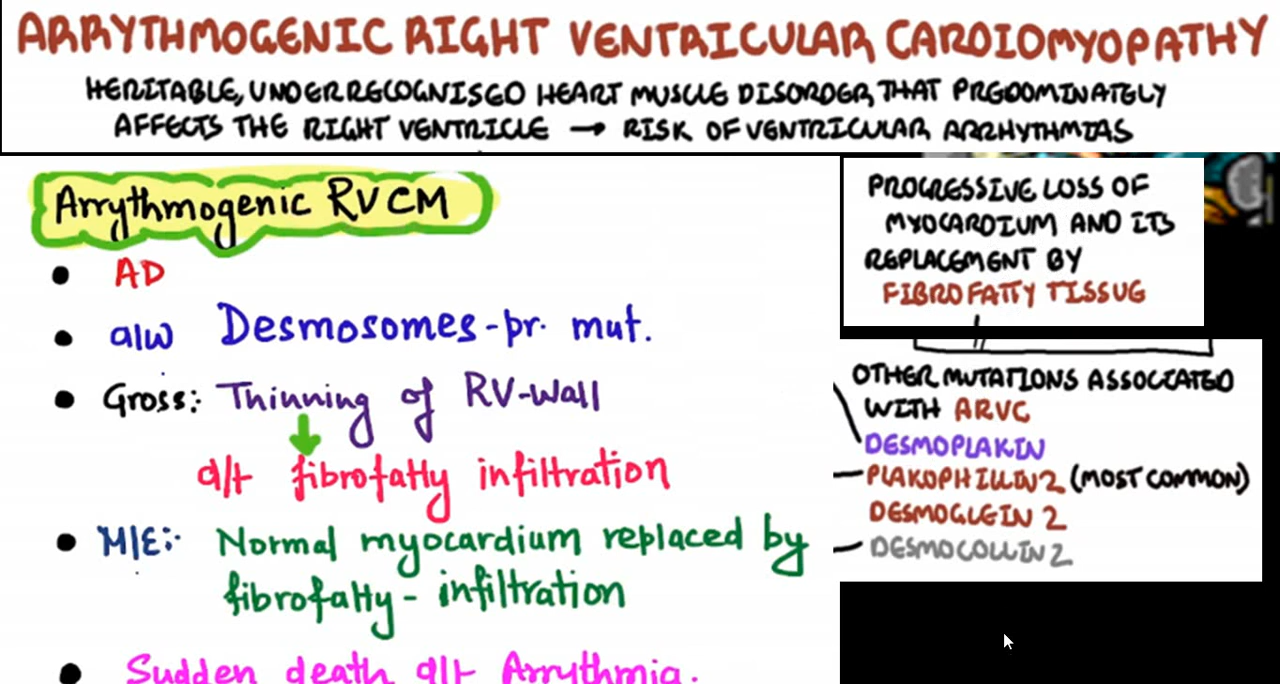 ARRYTHMOGENIC RIGHT VENTRICULAR CARDIOMYOPATHY
HERITABLE, UNDERRECOGNISED HEART MUSCLE DISORDER, THAT PREDOMINATELY
AFFECTS THE RIGHT VENTRICLE → RISK OF VENTRICULAR ARRHYTHMIAS
Arrythmogenic RVCM
• AD
• a/w Desmosomes-pr. mut.
• Gross: Thinning of RV-Wall
d/t fibrofatty infiltration
• M/E: Normal myocardium replaced by
fibrofatty - infiltration
• Sudden death d/t Arrythmia.
PROGRESSIVE LOSS OF
MYOCARDIUM AND ITS
REPLACEMENT BY
FIBROFATTY TISSUE
OTHER MUTATIONS ASSOCIATED
WITH ARVC
DESMOPLAKIN
PLAKOPHILLIN 2 (MOST COMMON)
DESMOGLEIN 2
DESMOCOLLIN 2